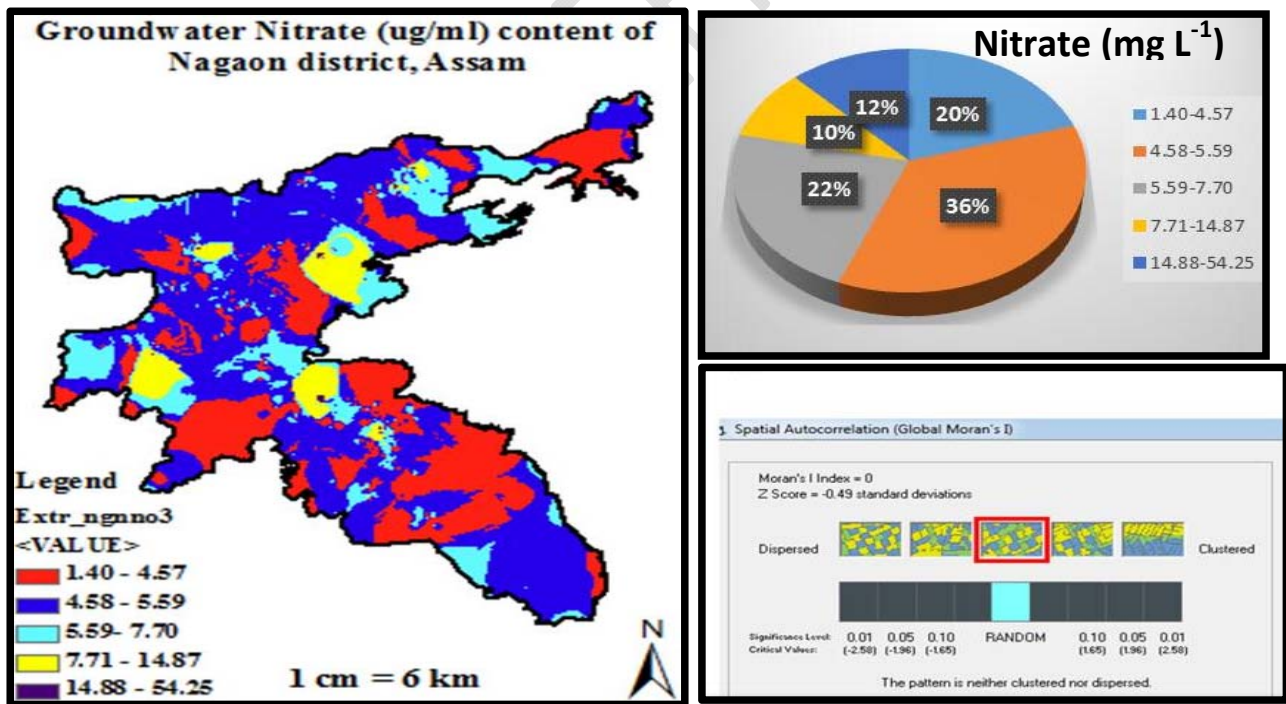 Groundwater Nitrate (ug/ml) content of
Nagaon district, Assam
Legend
Extr_ngnno3
<VALUE>
1.40 - 4.57
4.58 - 5.59
5.59- 7.70
7.71 - 14.87
14.88 - 54.25
1 cm = 6 km
N
Nitrate (mg L-1)
12%
20%
10%
22%
36%
1.40-4.57
4.58-5.59
5.59-7.70
7.71-14.87
14.88-54.25
Spatial Autocorrelation (Global Moran's I)
Moran's I Index = 0
Z Score = -0.49 standard deviations
Dispersed
Clustered
Significance Level: 0.01 0.05 0.10 RANDOM 0.10 0.05 0.01
Critical Values: (-2.58) (-1.96) (-1.65) (1.65) (1.96) (2.58)
The pattern is neither clustered nor dispersed.